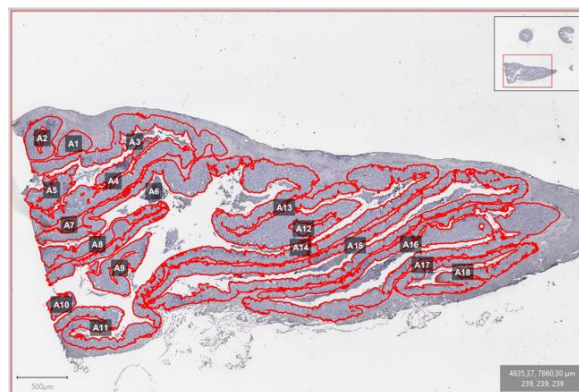 A2
A1
A3
A5
A4
A6
A7
A8
A9
A10
A11
A13
A12
A14
A15
A16
A17
A18
500µm
4835,37, 7860,30 µm
239, 239, 239